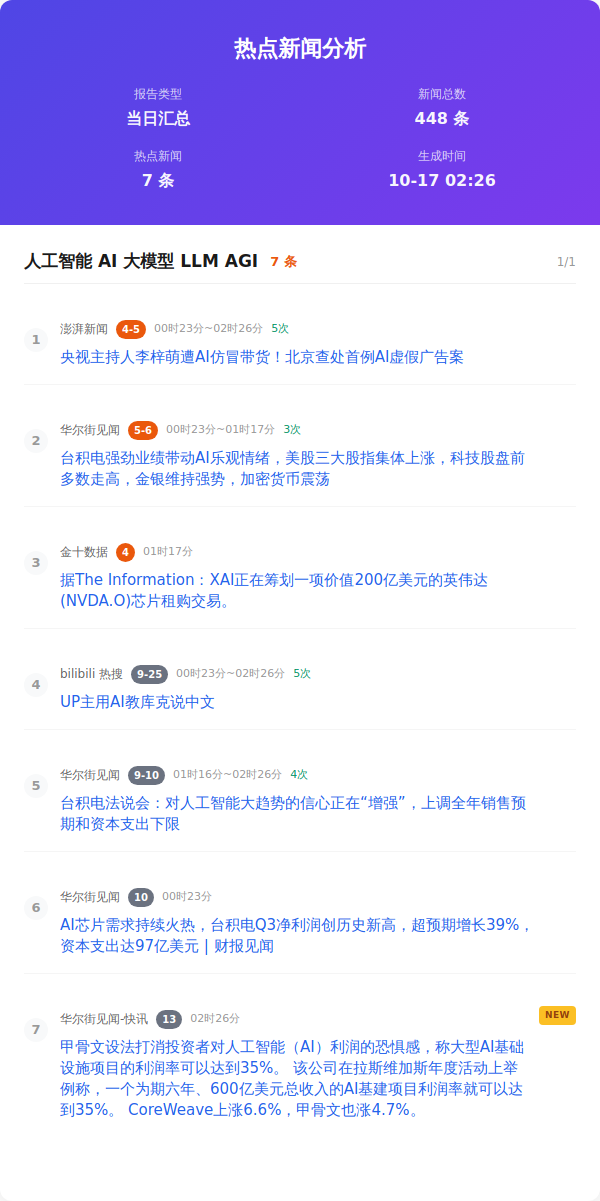 热点新闻分析
报告类型
新闻总数
当日汇总
448 条
热点新闻
生成时间
7 条
10-17 02:26
人工智能 AI 大模型 LLM AGI 7 条 1/1
1
澎湃新闻 4-5 00时23分~02时26分 5次
央视主持人李梓萌遭AI仿冒带货！北京查处首例AI虚假广告案
2
华尔街见闻 5-6 00时23分~01时17分 3次
台积电强劲业绩带动AI乐观情绪，美股三大股指集体上涨，科技股盘前
多数走高，金银维持强势，加密货币震荡
3
金十数据 4 01时17分
据The Information：XAI正在筹划一项价值200亿美元的英伟达
(NVDA.O)芯片租购交易。
4
bilibili 热搜 9-25 00时23分~02时26分 5次
UP主用AI教库克说中文
5
华尔街见闻 9-10 01时16分~02时26分 4次
台积电法说会：对人工智能大趋势的信心正在“增强”，上调全年销售预
期和资本支出下限
6
华尔街见闻 10 00时23分
AI芯片需求持续火热，台积电Q3净利润创历史新高，超预期增长39%，
资本支出达97亿美元 | 财报见闻
7
华尔街见闻-快讯 13 02时26分
NEW
甲骨文设法打消投资者对人工智能（AI）利润的恐惧感，称大型AI基础
设施项目的利润率可以达到35%。 该公司在拉斯维加斯年度活动上举
例称，一个为期六年、600亿美元总收入的AI基建项目利润率就可以达
到35%。 CoreWeave上涨6.6%，甲骨文也涨4.7%。